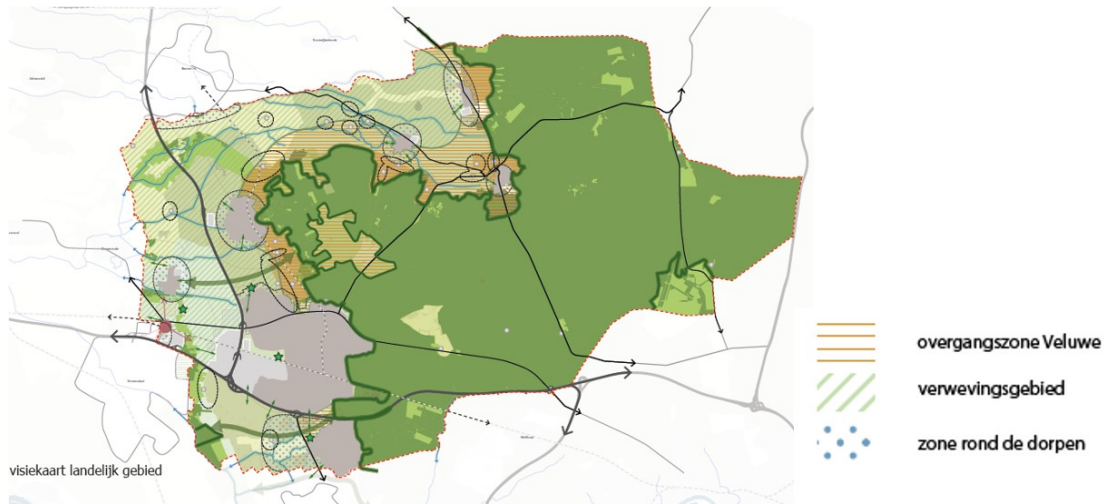 overgangszone Veluwe
verwevingsgebied
zone rond de dorpen
visiekaart landelijk gebied